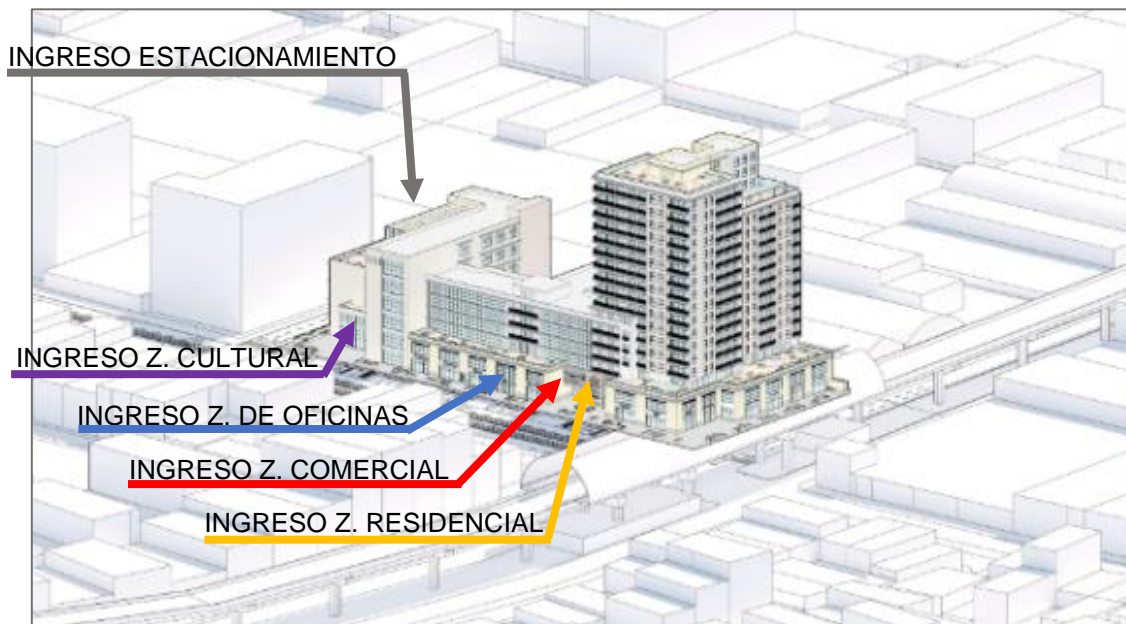 INGRESO ESTACIONAMIENTO
INGRESO Z. CULTURAL
INGRESO Z. DE OFICINAS
INGRESO Z. COMERCIAL
INGRESO Z. RESIDENCIAL